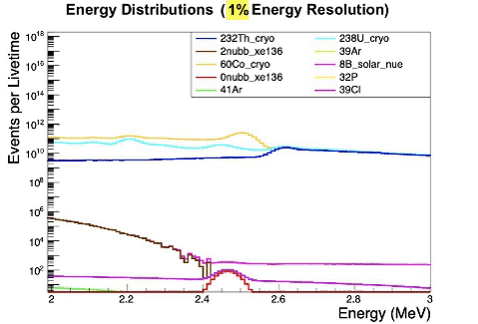 Energy Distributions (1% Energy Resolution)
Events per Livetime
10^18
10^16
10^14
10^12
10^10
10^8
10^6
10^4
10^2
232Th_cryo
238U_cryo
2nubb_xe136
39Ar
60Co_cryo
8B_solar_nue
0nubb_xe136
32P
41Ar
39Cl
2 2.2 2.4 2.6 2.8 3
Energy (MeV)